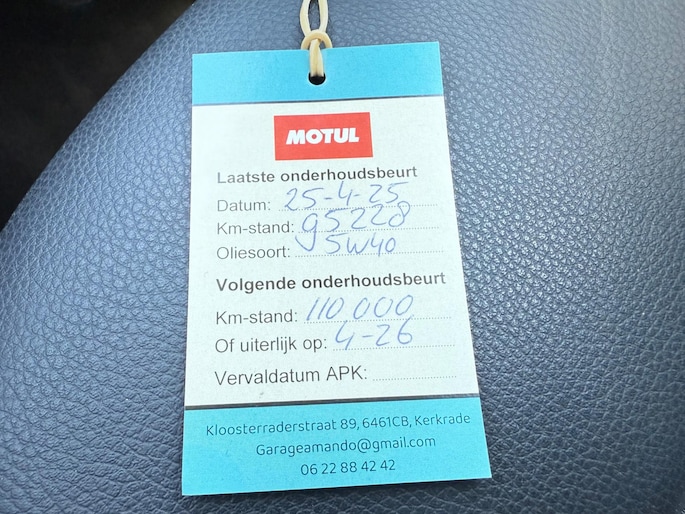 MOTUL
Laatste onderhoudsbeurt
Datum: 25-4-25
Km-stand: 95228
Oliesoort: 5W40
Volgende onderhoudsbeurt
Km-stand: 110.000
Of uiterlijk op: 4-26
Vervaldatum APK:
Kloosterraderstraat 89, 6461CB, Kerkrade
Garageamando@gmail.com
06 22 88 42 42